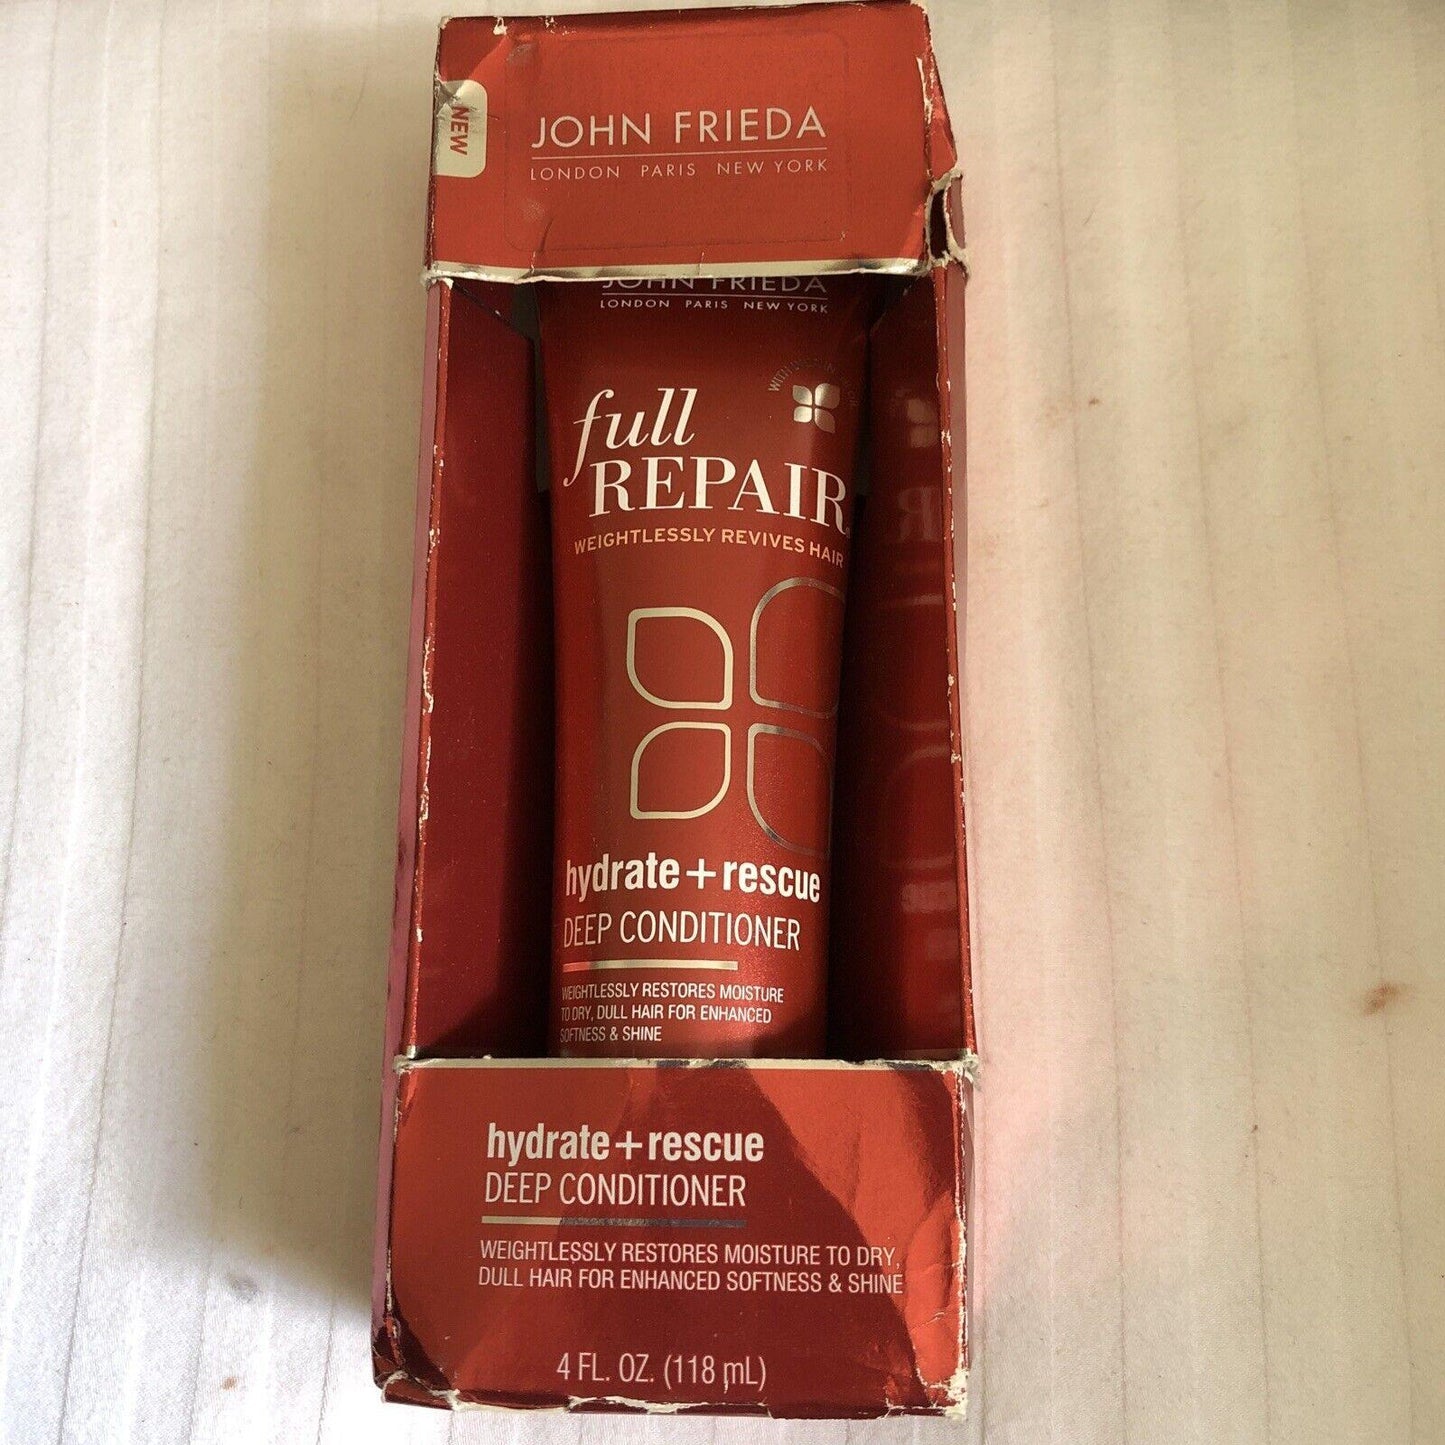 NEW
JOHN FRIEDA
LONDON PARIS NEW YORK
JOHN FRIEDA
LONDON PARIS NEW YORK
full
REPAIR
WEIGHTLESSLY REVIVES HAIR
hydrate+rescue
DEEP CONDITIONER
WEIGHTLESSLY RESTORES MOISTURE
TO DRY, DULL HAIR FOR ENHANCED
SOFTNESS & SHINE
hydrate+rescue
DEEP CONDITIONER
WEIGHTLESSLY RESTORES MOISTURE TO DRY,
DULL HAIR FOR ENHANCED SOFTNESS & SHINE
4 FL. OZ. (118 mL)